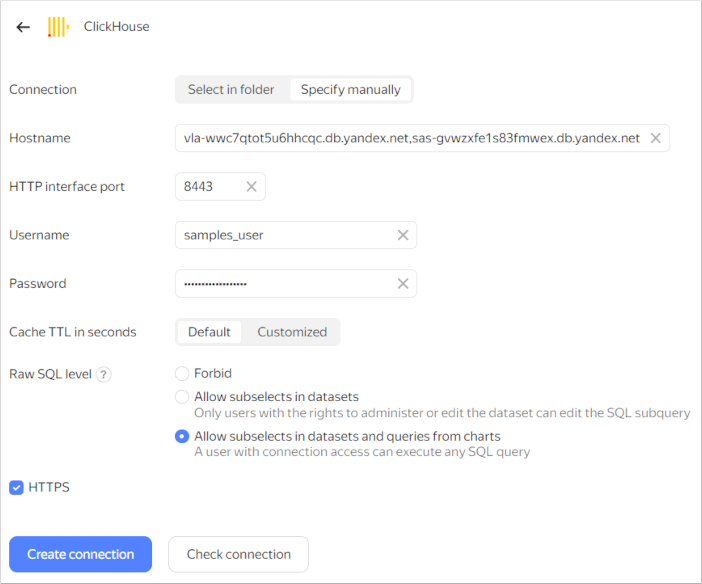 ClickHouse
Connection Select in folder Specify manually
Hostname vla-wwc7qtot5u6hhcqc.db.yandex.net,sas-gvwzxfe1s83fmwex.db.yandex.net
HTTP interface port 8443
Username samples_user
Password ••••••••••••••••••
Cache TTL in seconds Default Customized
Raw SQL level ? Forbid
Allow subselects in datasets
Only users with the rights to administer or edit the dataset can edit the SQL subquery
Allow subselects in datasets and queries from charts
A user with connection access can execute any SQL query
HTTPS
Create connection Check connection